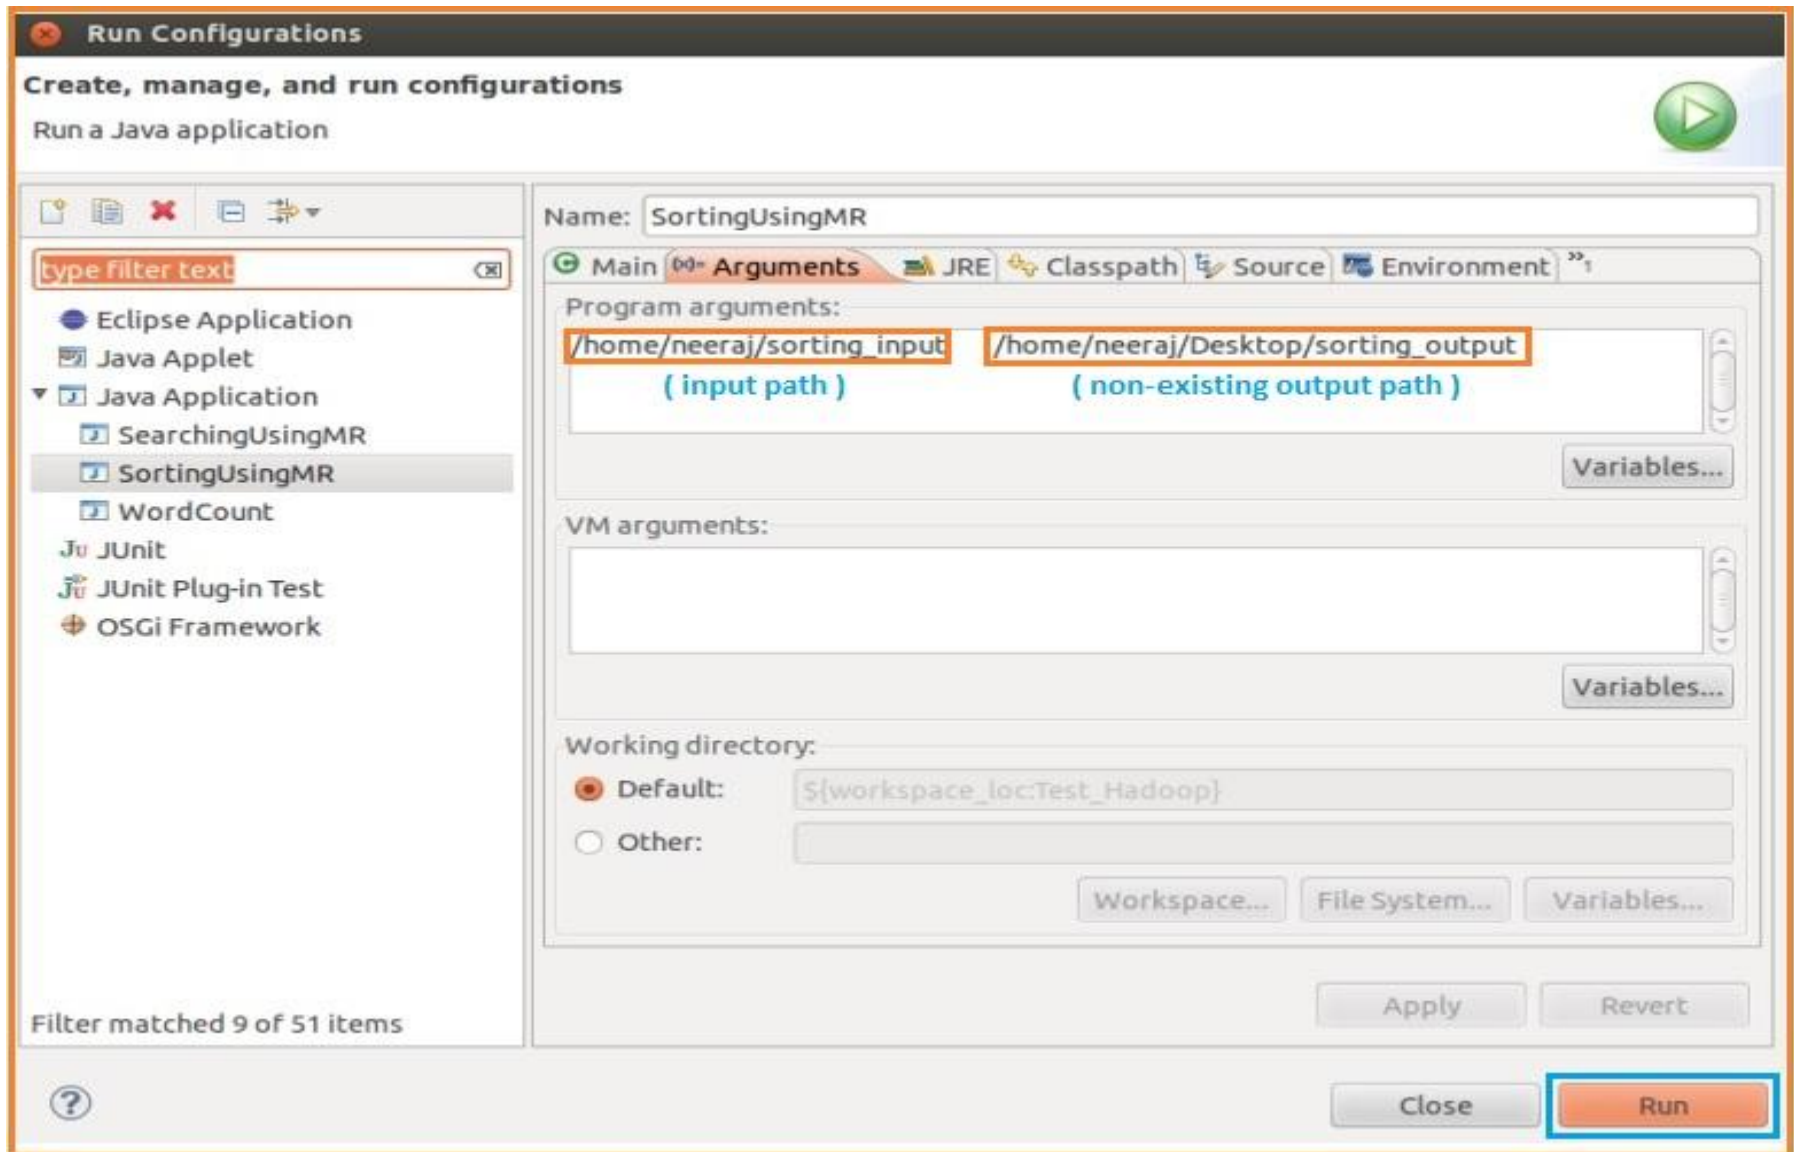 Run Configurations
Create, manage, and run configurations
Run a Java application
type filter text
Eclipse Application
Java Applet
Java Application
SearchingUsingMR
SortingUsingMR
WordCount
JUnit
JUnit Plug-in Test
OSGi Framework
Filter matched 9 of 51 items
Name: SortingUsingMR
Main Arguments JRE Classpath Source Environment »1
Program arguments:
/home/neeraj/sorting_input /home/neeraj/Desktop/sorting_output
( input path ) ( non-existing output path )
Variables...
VM arguments:
Variables...
Working directory:
Default: ${workspace_loc:Test_Hadoop}
Other:
Workspace... File System... Variables...
Apply Revert
Close Run